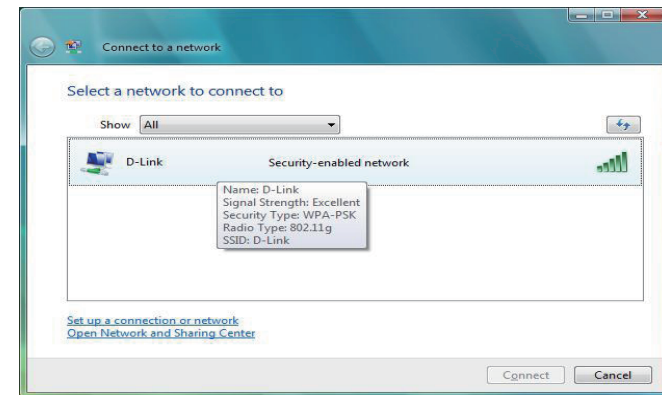 Connect to a network
Select a network to connect to
Show All
D-Link Security-enabled network
Name: D-Link
Signal Strength: Excellent
Security Type: WPA-PSK
Radio Type: 802.11g
SSID: D-Link
Set up a connection or network
Open Network and Sharing Center
Connect Cancel